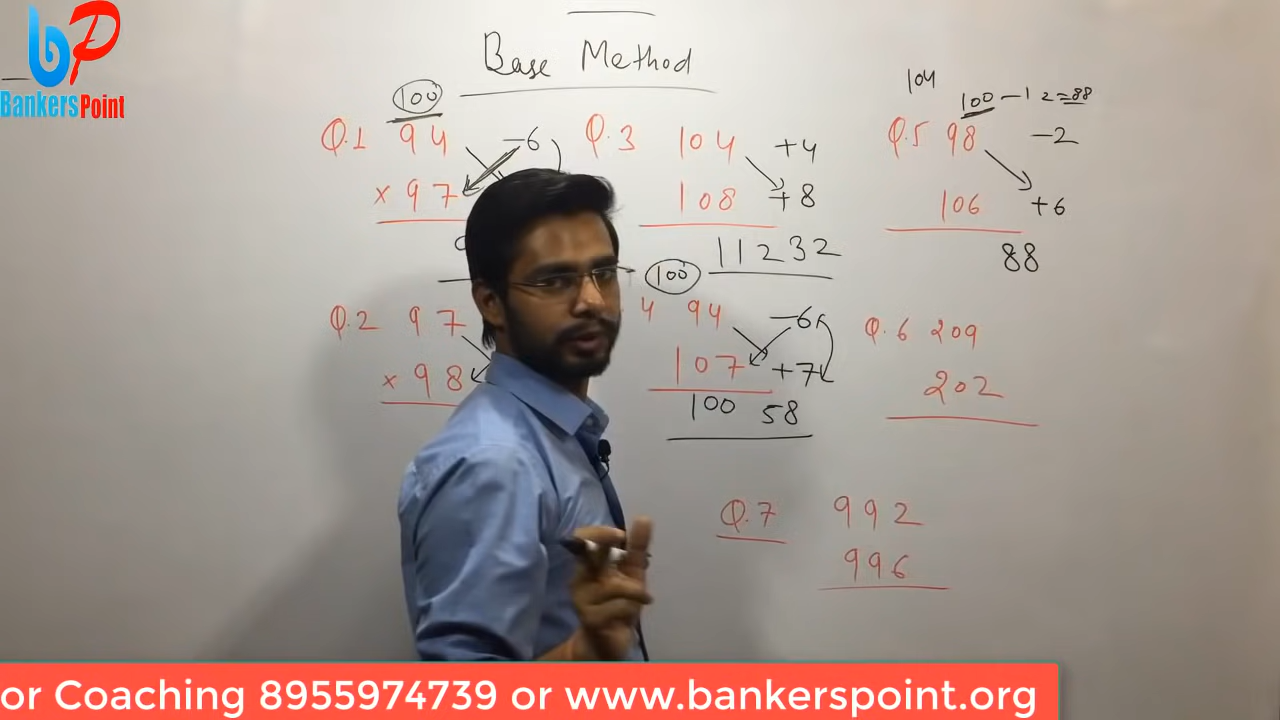 bp
BankersPoint
Base Method
100
Q.1 94 -6
× 97
Q.2 97
× 98
Q.3 104 +4
108 +8
11232
100
4 94 -6
107 +7
100 58
104
100 -12 = 88
Q.5 98 -2
106 +6
88
Q.6 209
202
Q.7 992
996
or Coaching 8955974739 or www.bankerspoint.org